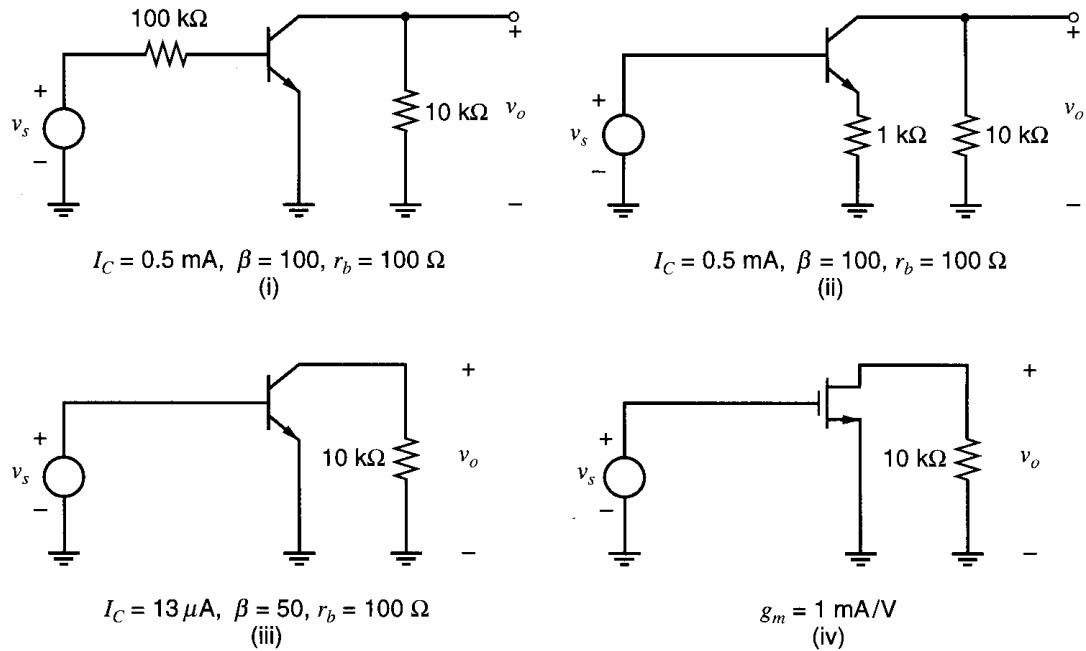 100 kΩ
+
v_s
−
10 kΩ
+
v_o
−
I_C = 0.5 mA, β = 100, r_b = 100 Ω
(i)
+
v_s
−
1 kΩ
10 kΩ
+
v_o
−
I_C = 0.5 mA, β = 100, r_b = 100 Ω
(ii)
+
v_s
−
10 kΩ
+
v_o
−
I_C = 13 μA, β = 50, r_b = 100 Ω
(iii)
+
v_s
−
10 kΩ
+
v_o
−
g_m = 1 mA/V
(iv)